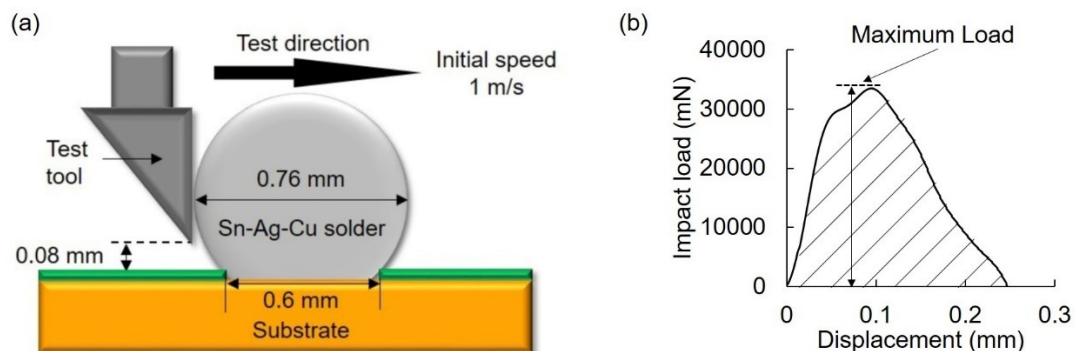 (a)
Test direction
Initial speed
1 m/s
Test
tool
0.76 mm
Sn-Ag-Cu solder
0.08 mm
0.6 mm
Substrate
(b)
Maximum Load
40000
30000
20000
10000
0
Impact load (mN)
0
0.1
0.2
0.3
Displacement (mm)